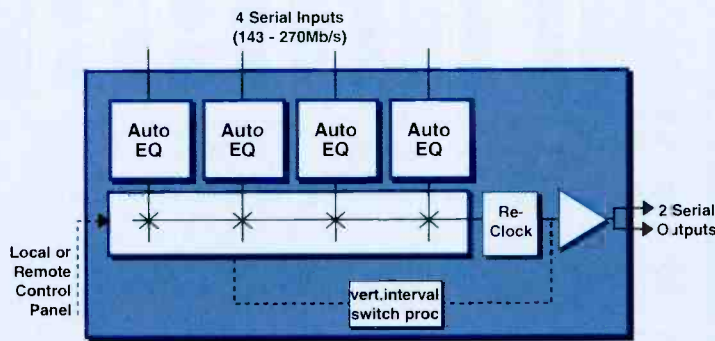 4 Serial Inputs
(143 - 270Mb/s)
Auto
EQ
Auto
EQ
Auto
EQ
Auto
EQ
Re-
Clock
2 Serial
Outputs
Local or
Remote
Control
Panel
vert.interval
switch proc